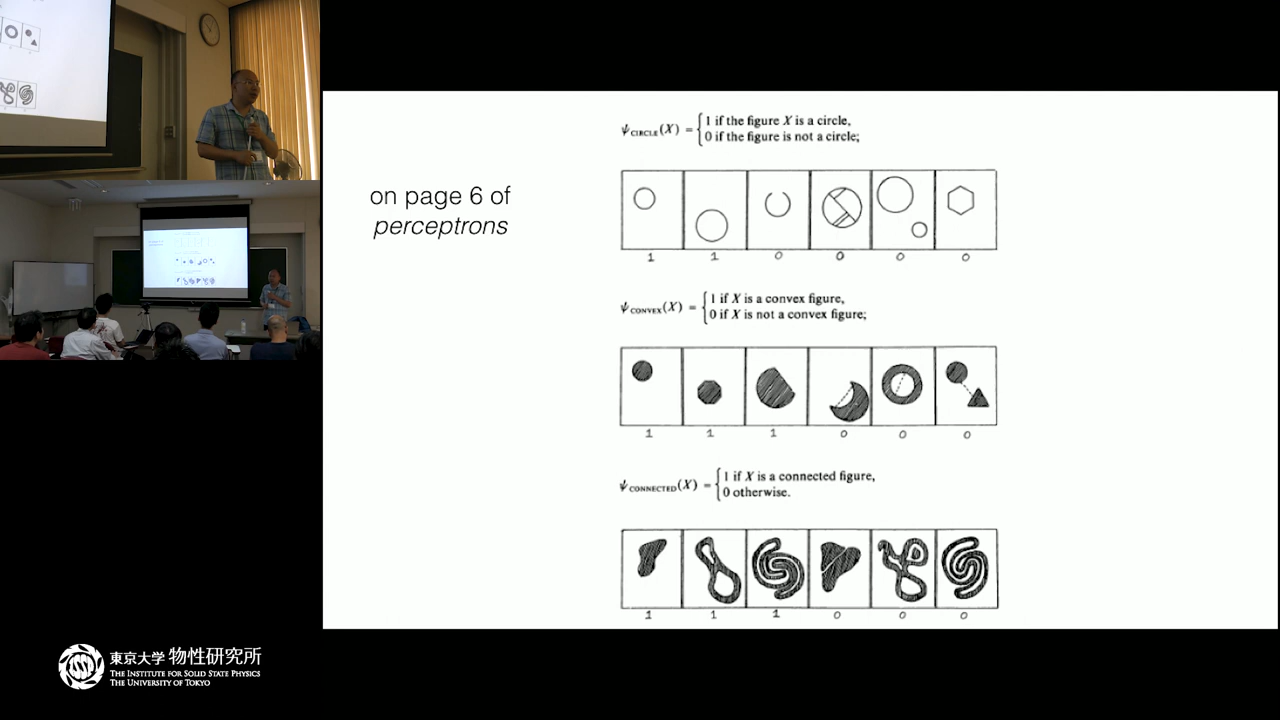 on page 6 of
perceptrons
ψ CIRCLE (X) = { 1 if the figure X is a circle,
0 if the figure is not a circle;
1 1 0 0 0 0
ψ CONVEX (X) = { 1 if X is a convex figure,
0 if X is not a convex figure;
1 1 1 0 0 0
ψ CONNECTED (X) = { 1 if X is a connected figure,
0 otherwise.
1 1 1 0 0 0
東京大学 物性研究所
THE INSTITUTE FOR SOLID STATE PHYSICS
THE UNIVERSITY OF TOKYO